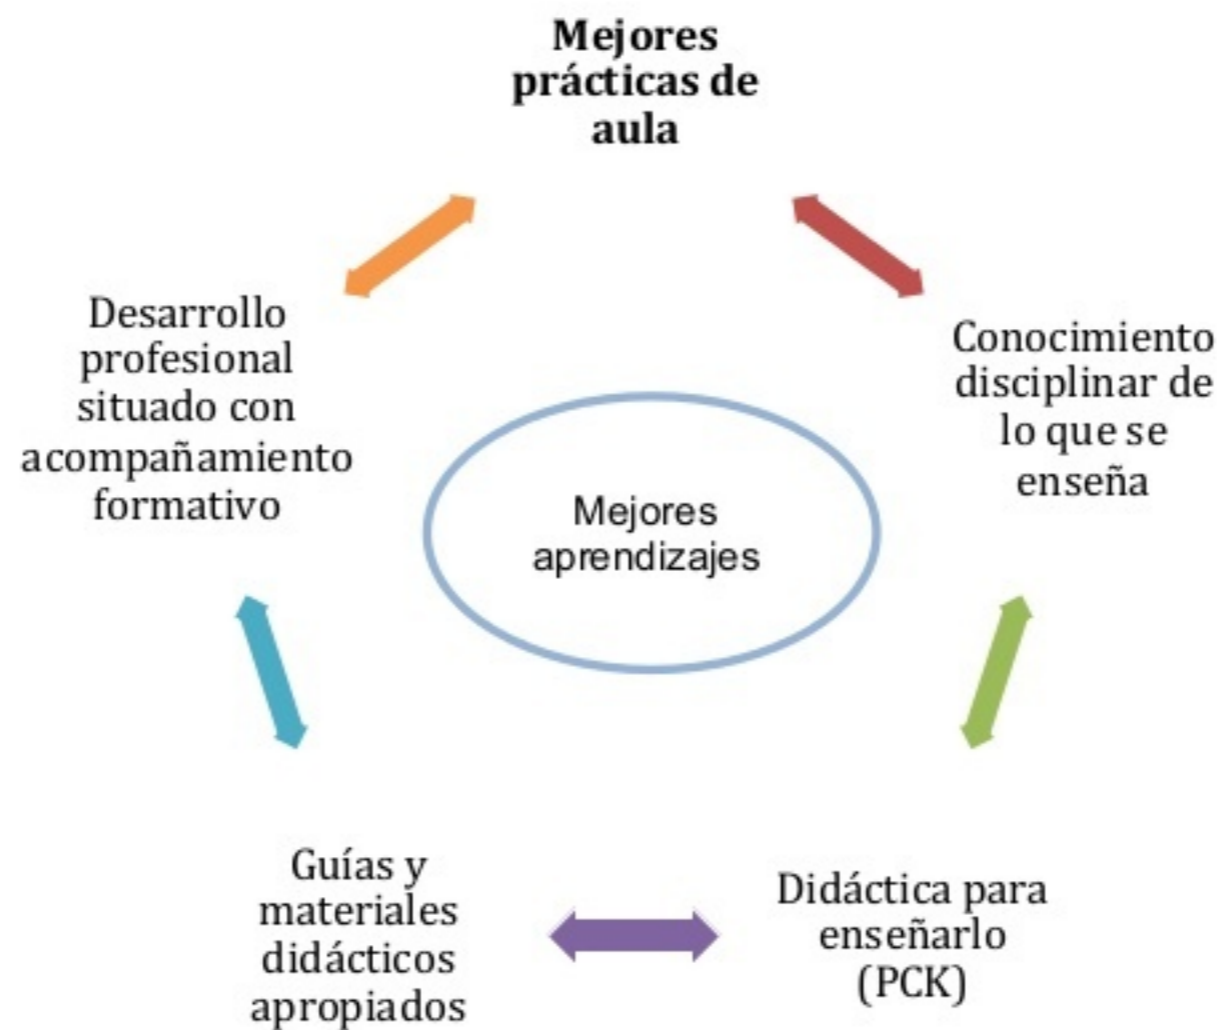 Mejores
prácticas de
aula
Desarrollo
profesional
situado con
acompañamiento
formativo
Conocimiento
disciplinar de
lo que se
enseña
Mejores
aprendizajes
Guías y
materiales
didácticos
apropiados
Didáctica para
enseñarlo
(PCK)